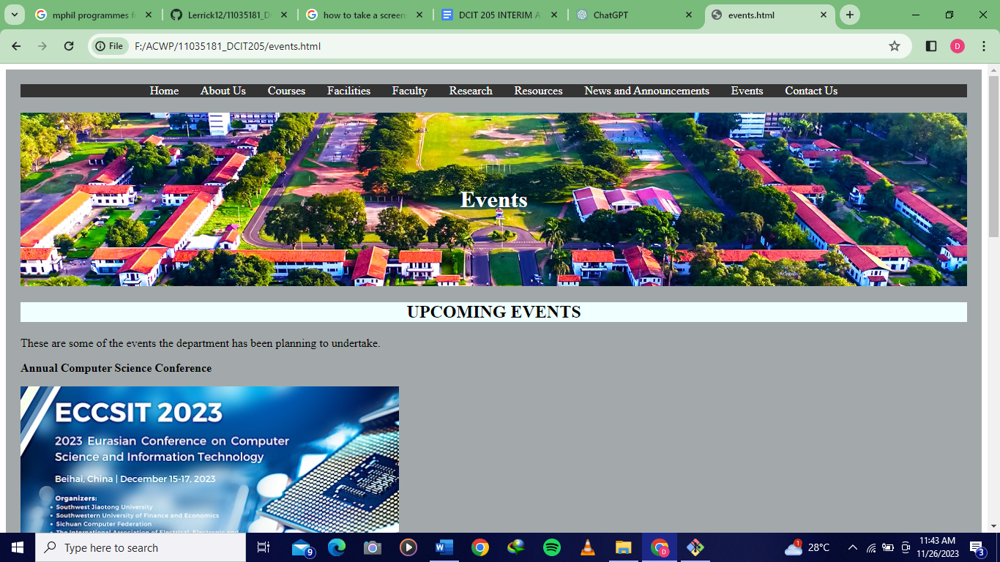 mphil programmes f
Lerrick12/11035181_D
how to take a screen
DCIT 205 INTERIM A
ChatGPT
events.html
File
F:/ACWP/11035181_DCIT205/events.html
D
Home About Us Courses Facilities Faculty Research Resources News and Announcements Events Contact Us
Events
UPCOMING EVENTS
These are some of the events the department has been planning to undertake.
Annual Computer Science Conference
ECCSIT 2023
2023 Eurasian Conference on Computer
Science and Information Technology
Beihai, China | December 15-17, 2023
Organizers:
• Southwest Jiaotong University
• Southwestern University of Finance and Economics
• Sichuan Computer Federation
• The International Association of Electrical, Electronic and
Type here to search
9
W
D
1
28°C
11:43 AM
11/26/2023
3